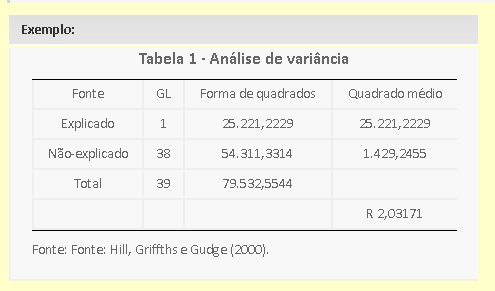 Exemplo:
Tabela 1 - Análise de variância
Fonte GL Forma de quadrados Quadrado médio
Explicado 1 25.221,2229 25.221,2229
Não-explicado 38 54.311,3314 1.429,2455
Total 39 79.532,5544
R 2,03171
Fonte: Fonte: Hill, Griffths e Gudge (2000).